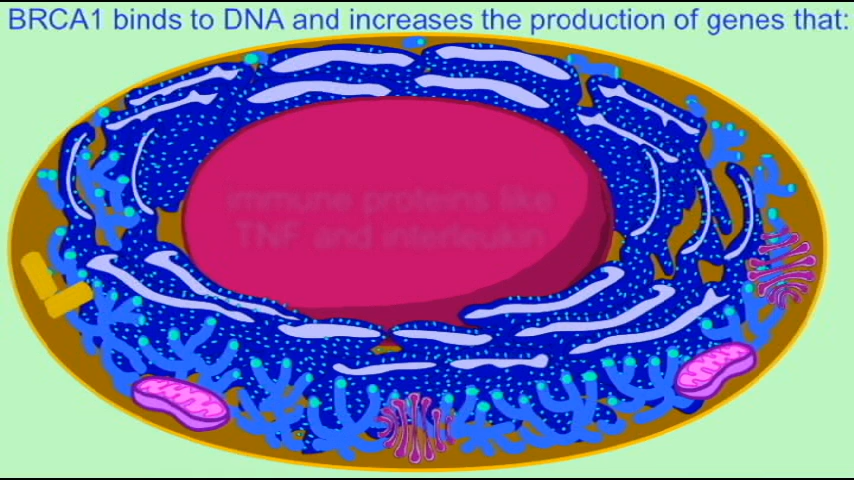 BRCA1 binds to DNA and increases the production of genes that:
immune proteins like
TNF and interleukin